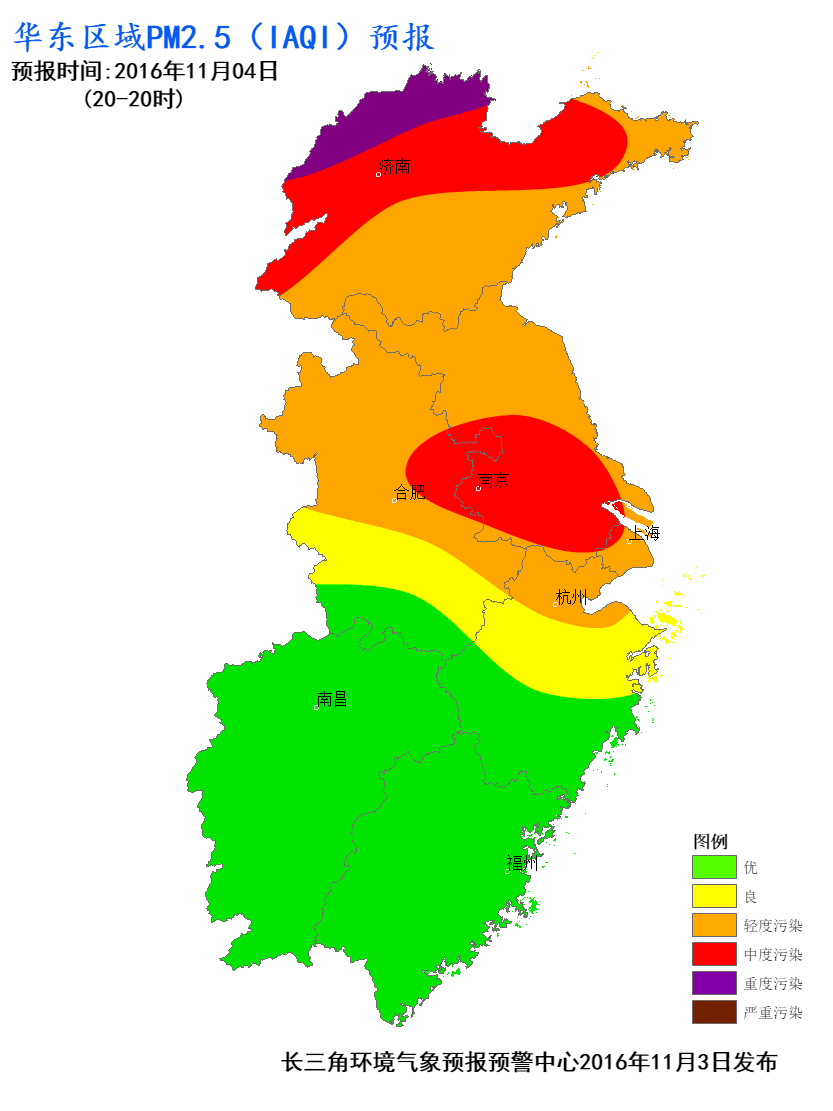 华东区域PM2.5（IAQI）预报
预报时间:2016年11月04日
(20-20时)
济南
南京
合肥
上海
杭州
南昌
福州
图例
优
良
轻度污染
中度污染
重度污染
严重污染
长三角环境气象预报预警中心2016年11月3日发布